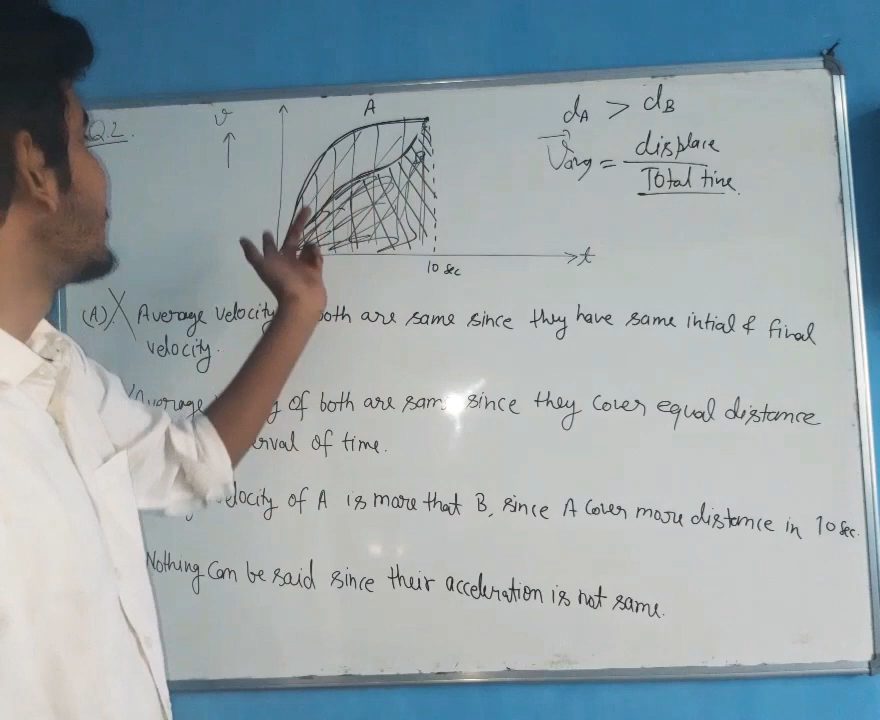 Q.2.
v
A
dA > dB
Vavg = displace
Total time
t
10 sec
(A) Average velocity both are same since they have same intial & final
velocity.
Average of both are sam since they cover equal distance
of time.
of A is more that B, since A cover more distance in 10 sec.
Nothing can be said since their acceleration is not same.